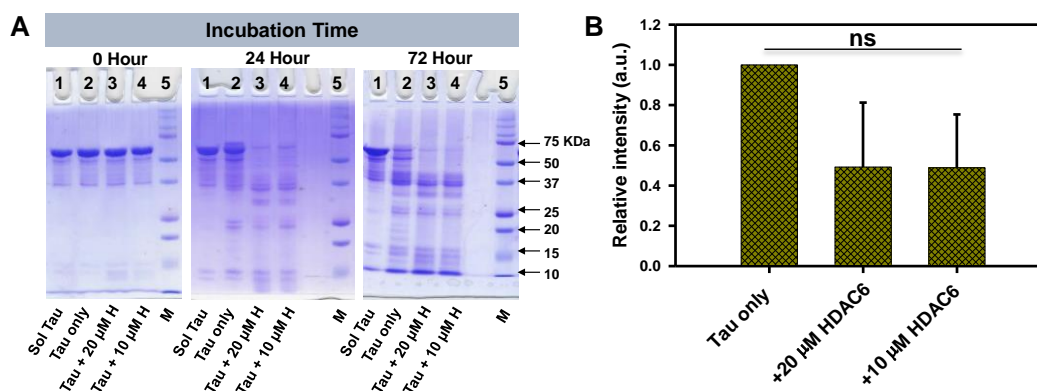 A
Incubation Time
0 Hour 24 Hour 72 Hour
1 2 3 4 5 1 2 3 4 5 1 2 3 4 5
75 KDa
50
37
25
20
15
10
Sol Tau Tau only Tau + 20 µM H Tau + 10 µM H M Sol Tau Tau only Tau + 20 µM H Tau + 10 µM H M Sol Tau Tau only Tau + 20 µM H Tau + 10 µM H M
B
ns
Relative intensity (a.u.)
1.2
1.0
0.8
0.6
0.4
0.2
0.0
Tau only +20 µM HDAC6 +10 µM HDAC6